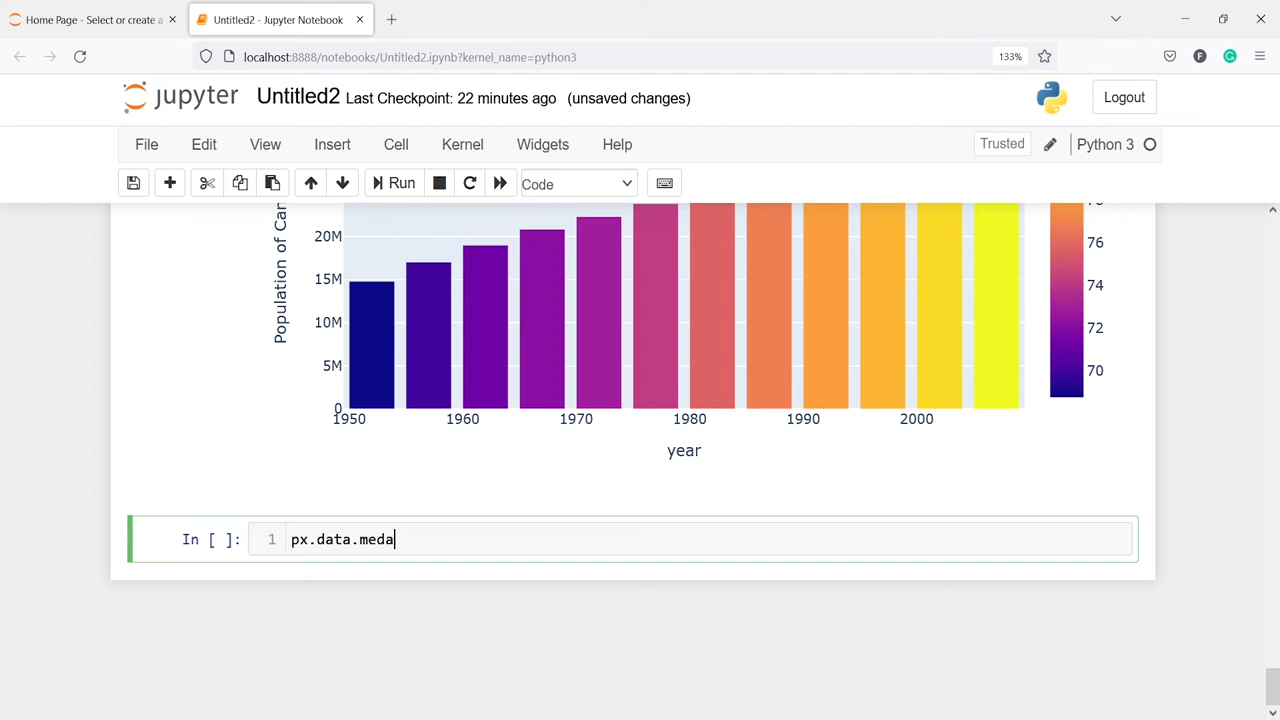 Home Page - Select or create a
Untitled2 - Jupyter Notebook
localhost:8888/notebooks/Untitled2.ipynb?kernel_name=python3
133%
jupyter Untitled2 Last Checkpoint: 22 minutes ago (unsaved changes)
Logout
File Edit View Insert Cell Kernel Widgets Help
Trusted
Python 3
Run
Code
Population of Can
20M
15M
10M
5M
0
1950 1960 1970 1980 1990 2000
year
76
74
72
70
In [ ]: 1 px.data.meda